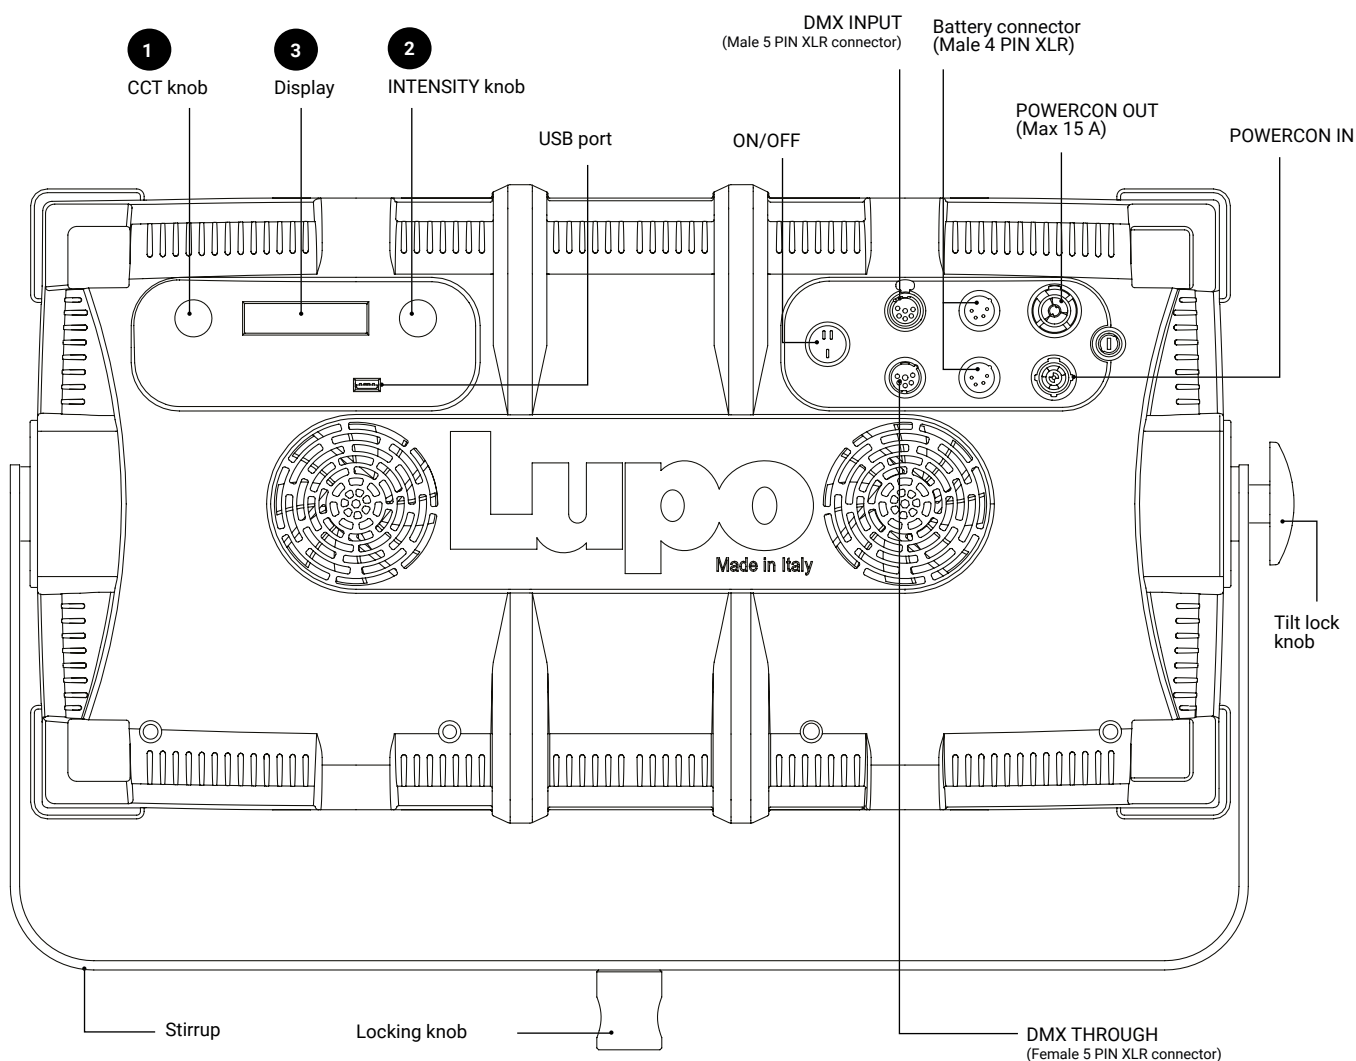 1
CCT knob
3
Display
2
INTENSITY knob
USB port
ON/OFF
DMX INPUT
(Male 5 PIN XLR connector)
Battery connector
(Male 4 PIN XLR)
POWERCON OUT
(Max 15 A)
POWERCON IN
Lupo
Made in Italy
Tilt lock
knob
Stirrup
Locking knob
DMX THROUGH
(Female 5 PIN XLR connector)